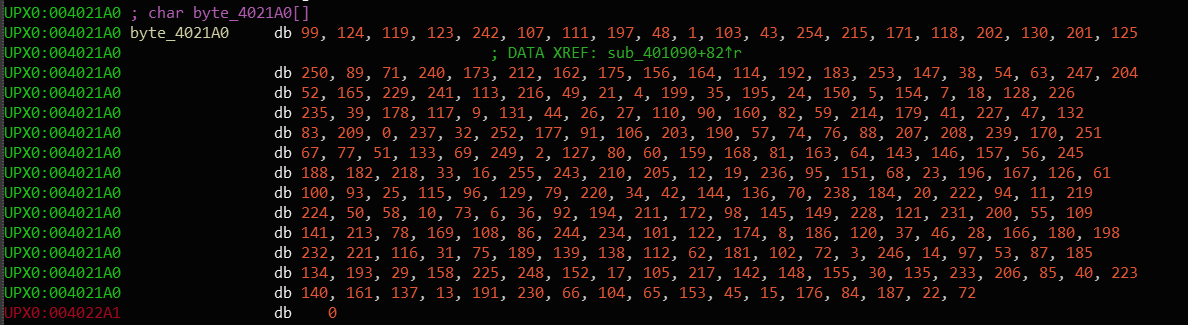 UPX0:004021A0 ; char byte_4021A0[]
UPX0:004021A0 byte_4021A0 db 99, 124, 119, 123, 242, 107, 111, 197, 48, 1, 103, 43, 254, 215, 171, 118, 202, 130, 201, 125
UPX0:004021A0 ; DATA XREF: sub_401090+82↑r
UPX0:004021A0 db 250, 89, 71, 240, 173, 212, 162, 175, 156, 164, 114, 192, 183, 253, 147, 38, 54, 63, 247, 204
UPX0:004021A0 db 52, 165, 229, 241, 113, 216, 49, 21, 4, 199, 35, 195, 24, 150, 5, 154, 7, 18, 128, 226
UPX0:004021A0 db 235, 39, 178, 117, 9, 131, 44, 26, 27, 110, 90, 160, 82, 59, 214, 179, 41, 227, 47, 132
UPX0:004021A0 db 83, 209, 0, 237, 32, 252, 177, 91, 106, 203, 190, 57, 74, 76, 88, 207, 208, 239, 170, 251
UPX0:004021A0 db 67, 77, 51, 133, 69, 249, 2, 127, 80, 60, 159, 168, 81, 163, 64, 143, 146, 157, 56, 245
UPX0:004021A0 db 188, 182, 218, 33, 16, 255, 243, 210, 205, 12, 19, 236, 95, 151, 68, 23, 196, 167, 126, 61
UPX0:004021A0 db 100, 93, 25, 115, 96, 129, 79, 220, 34, 42, 144, 136, 70, 238, 184, 20, 222, 94, 11, 219
UPX0:004021A0 db 224, 50, 58, 10, 73, 6, 36, 92, 194, 211, 172, 98, 145, 149, 228, 121, 231, 200, 55, 109
UPX0:004021A0 db 141, 213, 78, 169, 108, 86, 244, 234, 101, 122, 174, 8, 186, 120, 37, 46, 28, 166, 180, 198
UPX0:004021A0 db 232, 221, 116, 31, 75, 189, 139, 138, 112, 62, 181, 102, 72, 3, 246, 14, 97, 53, 87, 185
UPX0:004021A0 db 134, 193, 29, 158, 225, 248, 152, 17, 105, 217, 142, 148, 155, 30, 135, 233, 206, 85, 40, 223
UPX0:004021A0 db 140, 161, 137, 13, 191, 230, 66, 104, 65, 153, 45, 15, 176, 84, 187, 22, 72
UPX0:004022A1 db 0